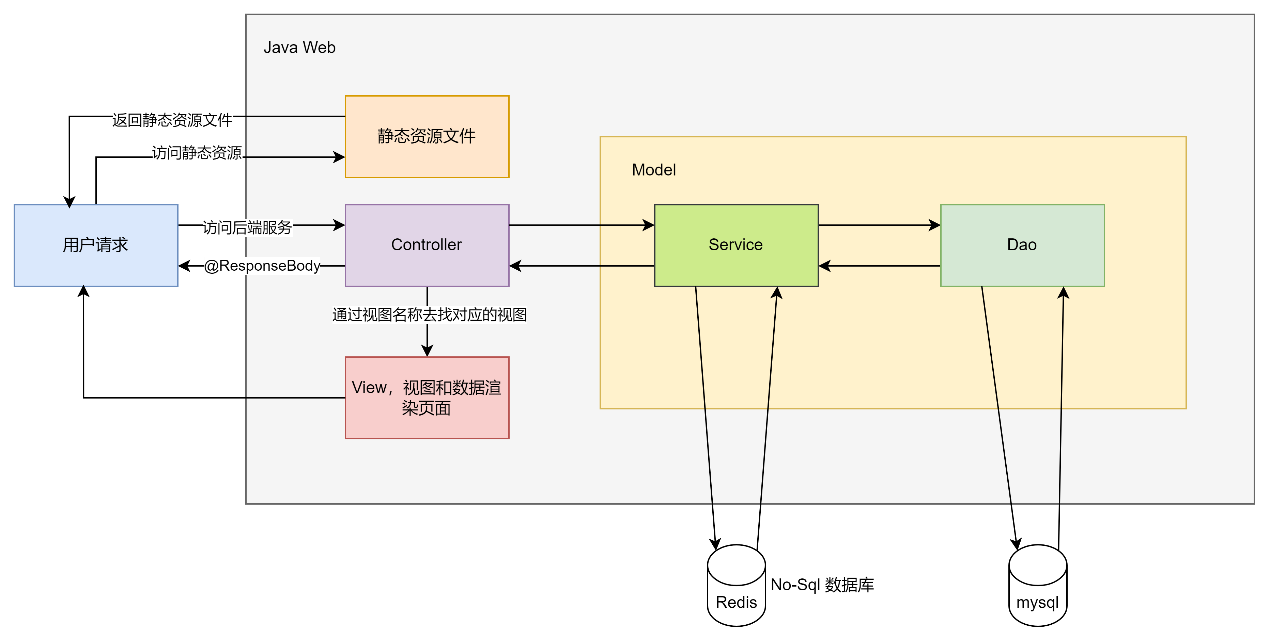 Java Web
返回静态资源文件
静态资源文件
访问静态资源
Model
用户请求
访问后端服务
Controller
Service
Dao
@ResponseBody
通过视图名称去找对应的视图
View，视图和数据渲
染页面
No-Sql 数据库
Redis
mysql